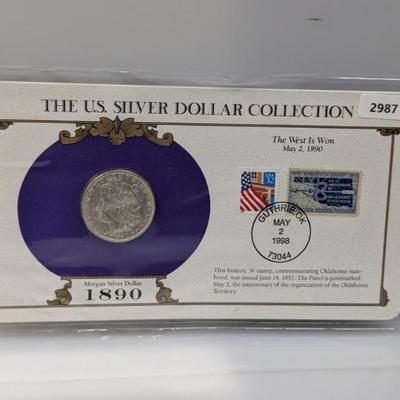 THE U.S. SILVER DOLLAR COLLECTION
2987
The West Is Won
May 2, 1890
USA
32
GUTHRIE OK
MAY
2
1998
73044
This historic 3¢ stamp, commemorating Oklahoma state-
hood, was issued June 14, 1957. The Panel is postmarked
May 2, the anniversary of the organization of the Oklahoma
Territory.
Morgan Silver Dollar
1890